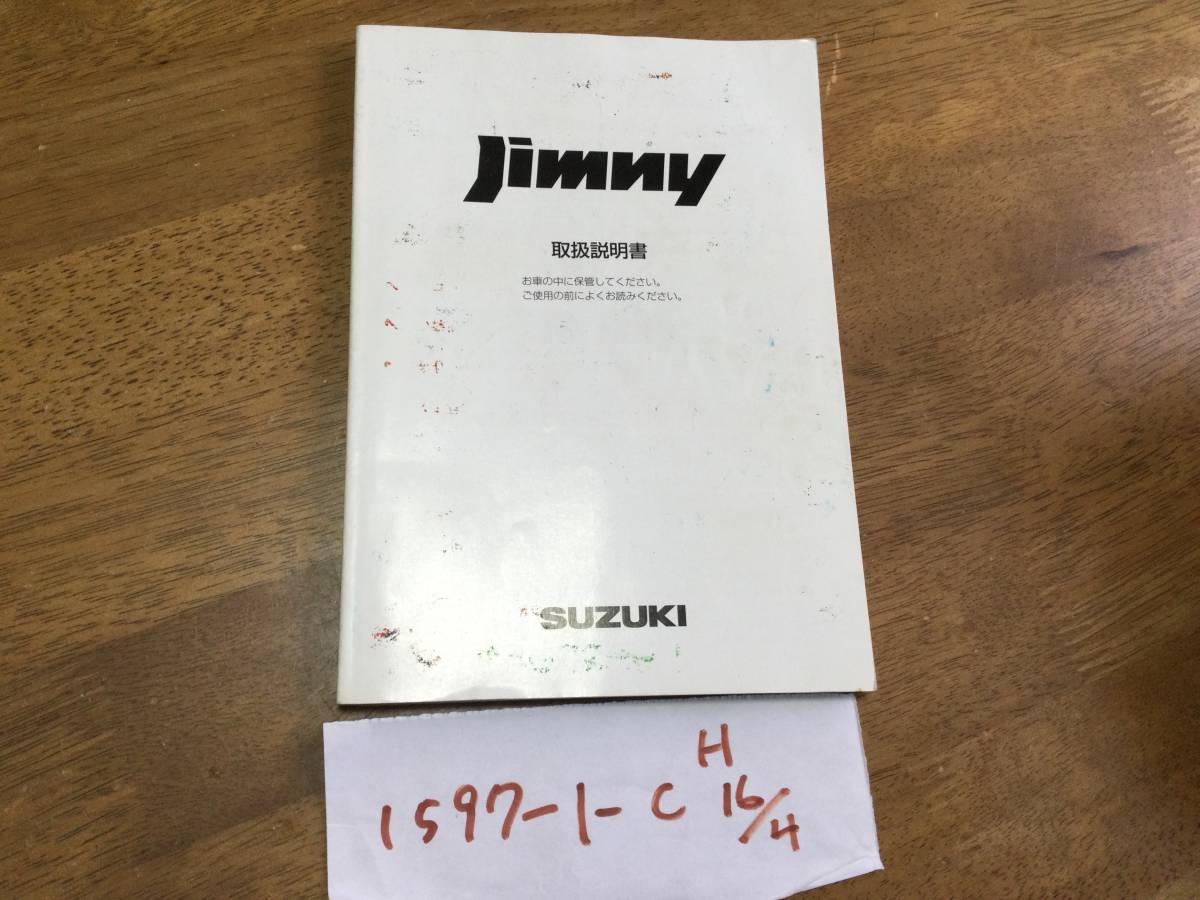 Jimny
取扱説明書
お車の中に保管してください。
ご使用の前によくお読みください。
SUZUKI
1597-1-C H16/4